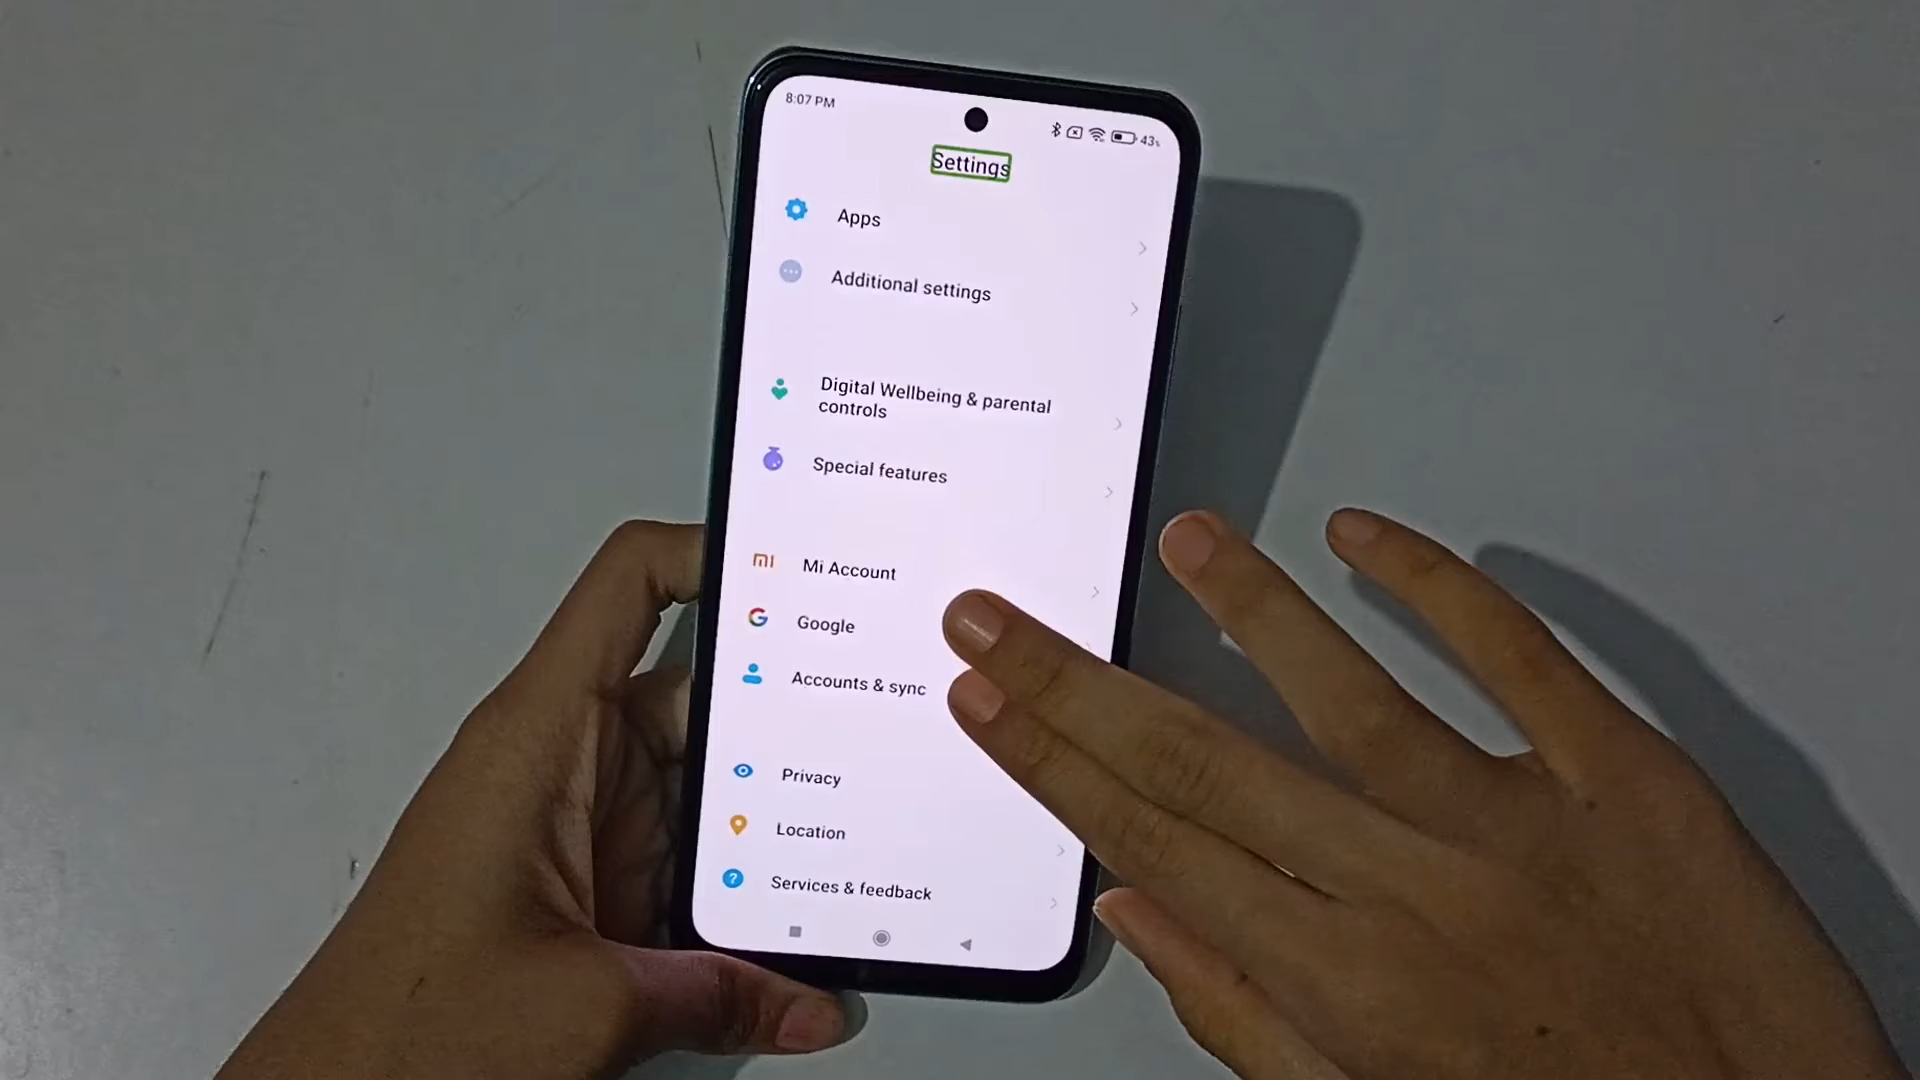 8:07 PM
43%
Settings
Apps
Additional settings
Digital Wellbeing & parental
controls
Special features
Mi Account
Google
Accounts & sync
Privacy
Location
Services & feedback